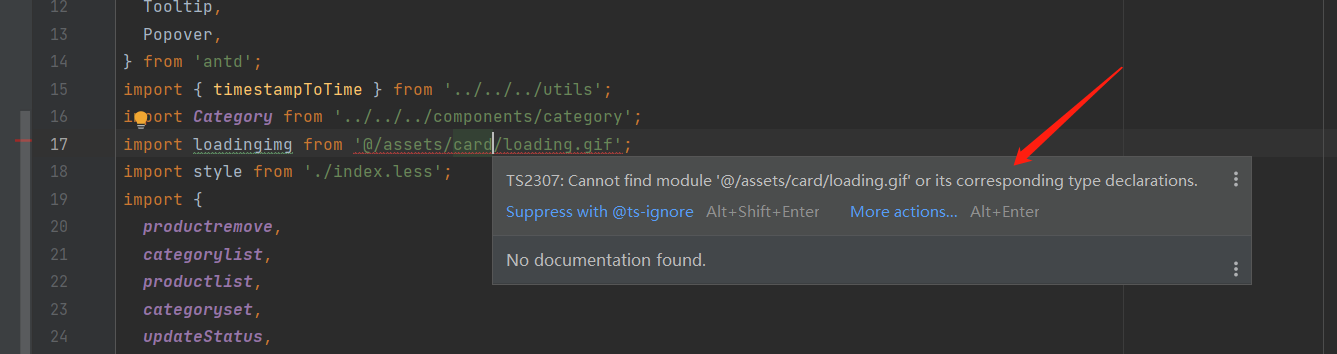 12 Tooltip,
13 Popover,
14 } from 'antd';
15 import { timestampToTime } from '../../../utils';
16 import Category from '../../../components/category';
17 import loadingimg from '@/assets/card/loading.gif';
18 import style from './index.less';
TS2307: Cannot find module '@/assets/card/loading.gif' or its corresponding type declarations.
19 import {
Suppress with @ts-ignore Alt+Shift+Enter More actions... Alt+Enter
20 productremove,
21 categorylist,
No documentation found.
22 productlist,
23 categoryset,
24 updateStatus,